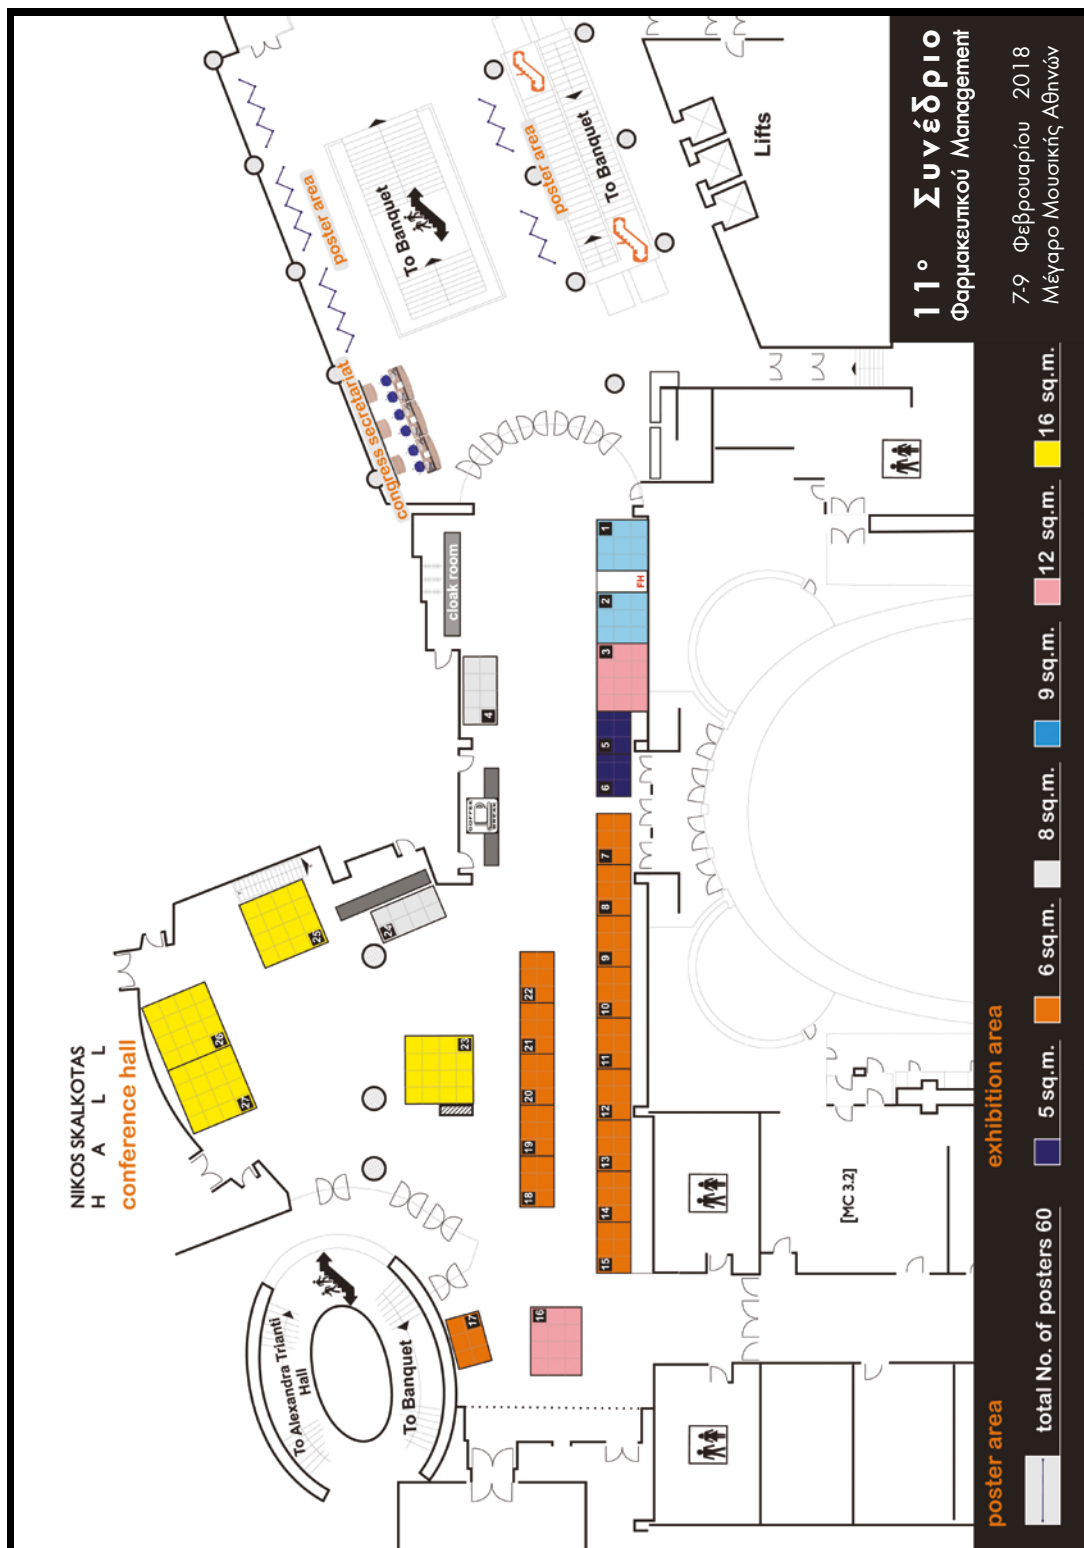 11ο Συνέδριο
Φαρμακευτικού Management
7-9 Φεβρουαρίου 2018
Μέγαρο Μουσικής Αθηνών
NIKOS SKALKOTAS
H A L L
conference hall
To Alexandra Trianti
Hall
To Banquet
poster area
To Banquet
poster area
To Banquet
Lifts
congress secretariat
cloak room
COFFEE
BREAK
FH
1
2
3
4
5
6
7
8
9
10
11
12
13
14
15
16
17
18
19
20
21
22
23
24
25
26
27
[MC 3.2]
poster area
total No. of posters 60
exhibition area
5 sq.m.
6 sq.m.
8 sq.m.
9 sq.m.
12 sq.m.
16 sq.m.